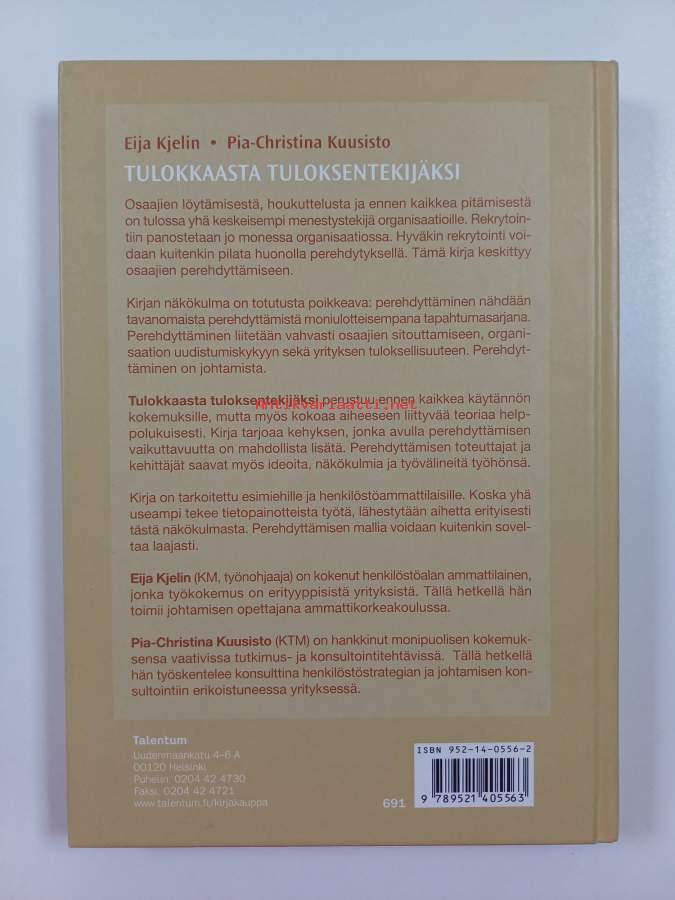 Eija Kjelin • Pia-Christina Kuusisto
TULOKKAASTA TULOKSENTEKIJÄKSI
Osaajien löytämisestä, houkuttelusta ja ennen kaikkea pitämisestä
on tulossa yhä keskeisempi menestystekijä organisaatioille. Rekrytoin-
tiin panostetaan jo monessa organisaatiossa. Hyväkin rekrytointi voi-
daan kuitenkin pilata huonolla perehdytyksellä. Tämä kirja keskittyy
osaajien perehdyttämiseen.
Kirjan näkökulma on totutusta poikkeava: perehdyttäminen nähdään
tavanomaista perehdyttämistä moniulotteisempana tapahtumasarjana.
Perehdyttäminen liitetään vahvasti osaajien sitouttamiseen, organi-
saation uudistumiskykyyn sekä yrityksen tuloksellisuuteen. Perehdyt-
täminen on johtamista.
Tulokkaasta tuloksentekijäksi perustuu ennen kaikkea käytännön
Antikvariaatti.net
kokemuksille, mutta myös kokoaa aiheeseen liittyvää teoriaa help-
polukuisesti. Kirja tarjoaa kehyksen, jonka avulla perehdyttämisen
vaikuttavuutta on mahdollista lisätä. Perehdyttämisen toteuttajat ja
kehittäjät saavat myös ideoita, näkökulmia ja työvälineitä työhönsä.
Kirja on tarkoitettu esimiehille ja henkilöstöammattilaisille. Koska yhä
useampi tekee tietopainotteista työtä, lähestytään aihetta erityisesti
tästä näkökulmasta. Perehdyttämisen mallia voidaan kuitenkin sovel-
taa laajasti.
Eija Kjelin (KM, työnohjaaja) on kokenut henkilöstöalan ammattilainen,
jonka työkokemus on erityyppisistä yrityksistä. Tällä hetkellä hän
toimii johtamisen opettajana ammattikorkeakoulussa.
Pia-Christina Kuusisto (KTM) on hankkinut monipuolisen kokemuk-
sensa vaativissa tutkimus- ja konsultointitehtävissä. Tällä hetkellä
hän työskentelee konsulttina henkilöstöstrategian ja johtamisen kon-
sultointiin erikoistuneessa yrityksessä.
Talentum
Uudenmaankatu 4–6 A
00120 Helsinki
Puhelin: 0204 42 4730
Faksi: 0204 42 4721
www.talentum.fi/kirjakauppa
691
ISBN 952-14-0556-2
9 789521 405563